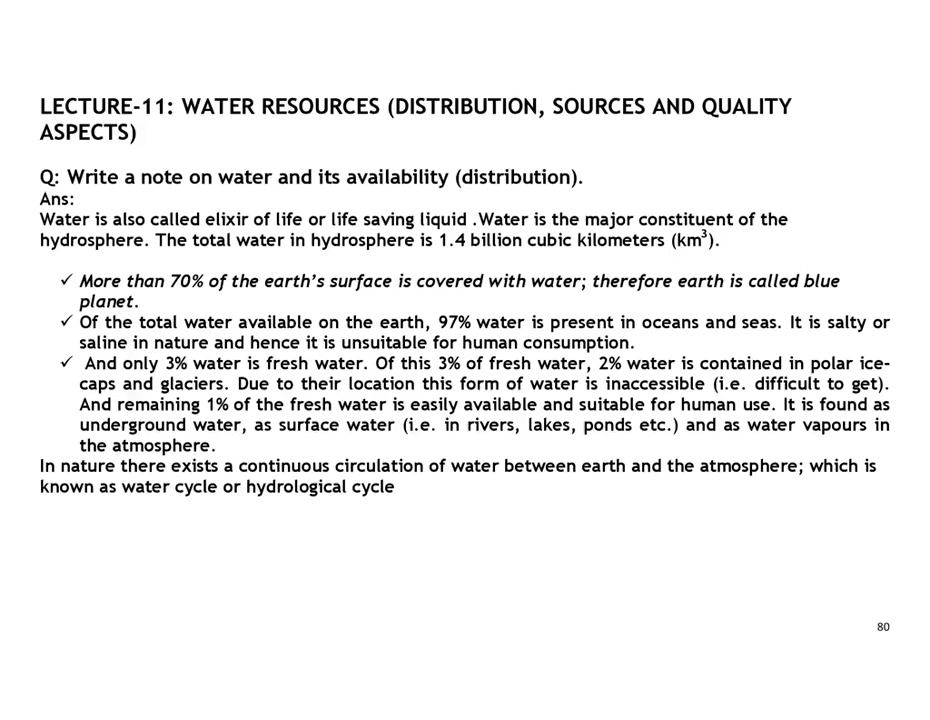 LECTURE-11: WATER RESOURCES (DISTRIBUTION, SOURCES AND QUALITY
ASPECTS)
Q: Write a note on water and its availability (distribution).
Ans:
Water is also called elixir of life or life saving liquid .Water is the major constituent of the
hydrosphere. The total water in hydrosphere is 1.4 billion cubic kilometers (km³).
✓ More than 70% of the earth’s surface is covered with water; therefore earth is called blue
planet.
✓ Of the total water available on the earth, 97% water is present in oceans and seas. It is salty or
saline in nature and hence it is unsuitable for human consumption.
✓ And only 3% water is fresh water. Of this 3% of fresh water, 2% water is contained in polar ice-
caps and glaciers. Due to their location this form of water is inaccessible (i.e. difficult to get).
And remaining 1% of the fresh water is easily available and suitable for human use. It is found as
underground water, as surface water (i.e. in rivers, lakes, ponds etc.) and as water vapours in
the atmosphere.
In nature there exists a continuous circulation of water between earth and the atmosphere; which is
known as water cycle or hydrological cycle
80